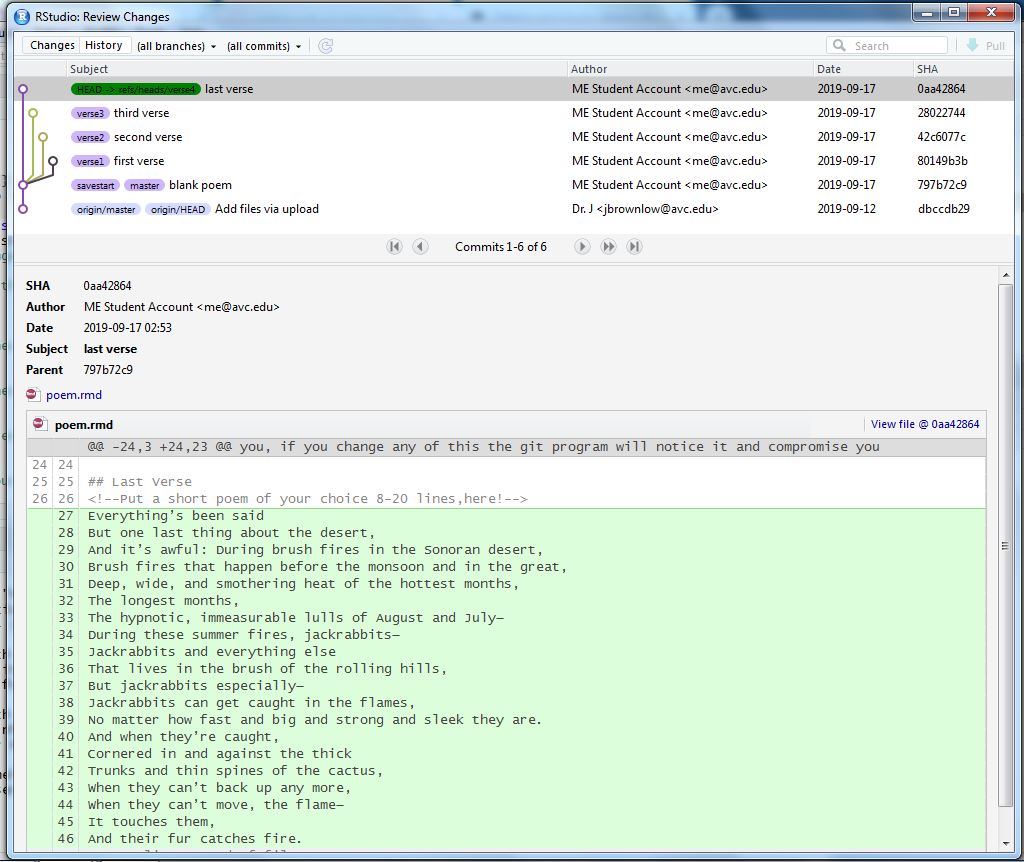 RStudio: Review Changes
Changes History (all branches) (all commits) Search Pull
Subject Author Date SHA
HEAD -> refs/heads/verse4 last verse ME Student Account <me@avc.edu> 2019-09-17 0aa42864
verse3 third verse ME Student Account <me@avc.edu> 2019-09-17 28022744
verse2 second verse ME Student Account <me@avc.edu> 2019-09-17 42c6077c
verse1 first verse ME Student Account <me@avc.edu> 2019-09-17 80149b3b
savestart master blank poem ME Student Account <me@avc.edu> 2019-09-17 797b72c9
origin/master origin/HEAD Add files via upload Dr. J <jbrownlow@avc.edu> 2019-09-12 dbccdb29
Commits 1-6 of 6
SHA 0aa42864
Author ME Student Account <me@avc.edu>
Date 2019-09-17 02:53
Subject last verse
Parent 797b72c9
poem.rmd
poem.rmd View file @ 0aa42864
@@ -24,3 +24,23 @@ you, if you change any of this the git program will notice it and compromise you
24 24
25 25 ## Last Verse
26 26 <!--Put a short poem of your choice 8-20 lines,here!-->
27 Everything’s been said
28 But one last thing about the desert,
29 And it’s awful: During brush fires in the Sonoran desert,
30 Brush fires that happen before the monsoon and in the great,
31 Deep, wide, and smothering heat of the hottest months,
32 The longest months,
33 The hypnotic, immeasurable lulls of August and July—
34 During these summer fires, jackrabbits—
35 Jackrabbits and everything else
36 That lives in the brush of the rolling hills,
37 But jackrabbits especially—
38 Jackrabbits can get caught in the flames,
39 No matter how fast and big and strong and sleek they are.
40 And when they’re caught,
41 Cornered in and against the thick
42 Trunks and thin spines of the cactus,
43 When they can’t back up any more,
44 When they can’t move, the flame—
45 It touches them,
46 And their fur catches fire.